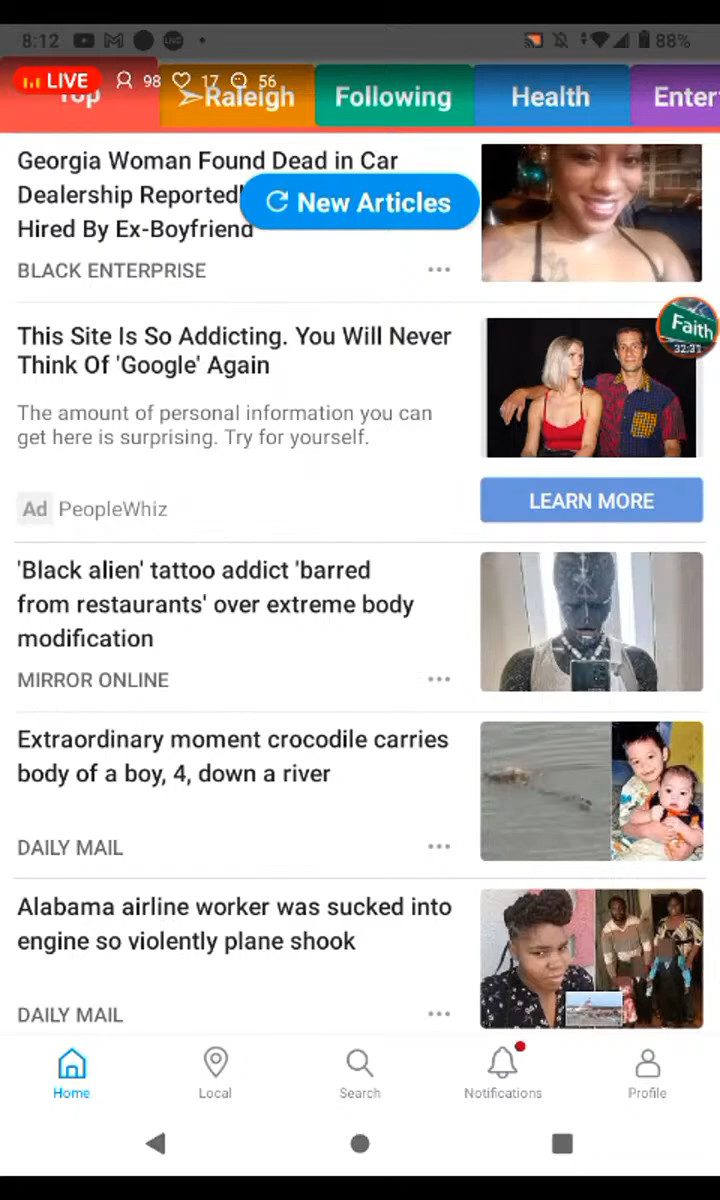 8:12
88%
LIVE 98 17 56
Top
Raleigh
Following
Health
Enter
Georgia Woman Found Dead in Car
Dealership Reportedl
Hired By Ex-Boyfriend
New Articles
BLACK ENTERPRISE
Faith
32:31
This Site Is So Addicting. You Will Never
Think Of 'Google' Again
The amount of personal information you can
get here is surprising. Try for yourself.
Ad PeopleWhiz
LEARN MORE
'Black alien' tattoo addict 'barred
from restaurants' over extreme body
modification
MIRROR ONLINE
Extraordinary moment crocodile carries
body of a boy, 4, down a river
DAILY MAIL
Alabama airline worker was sucked into
engine so violently plane shook
DAILY MAIL
Home
Local
Search
Notifications
Profile